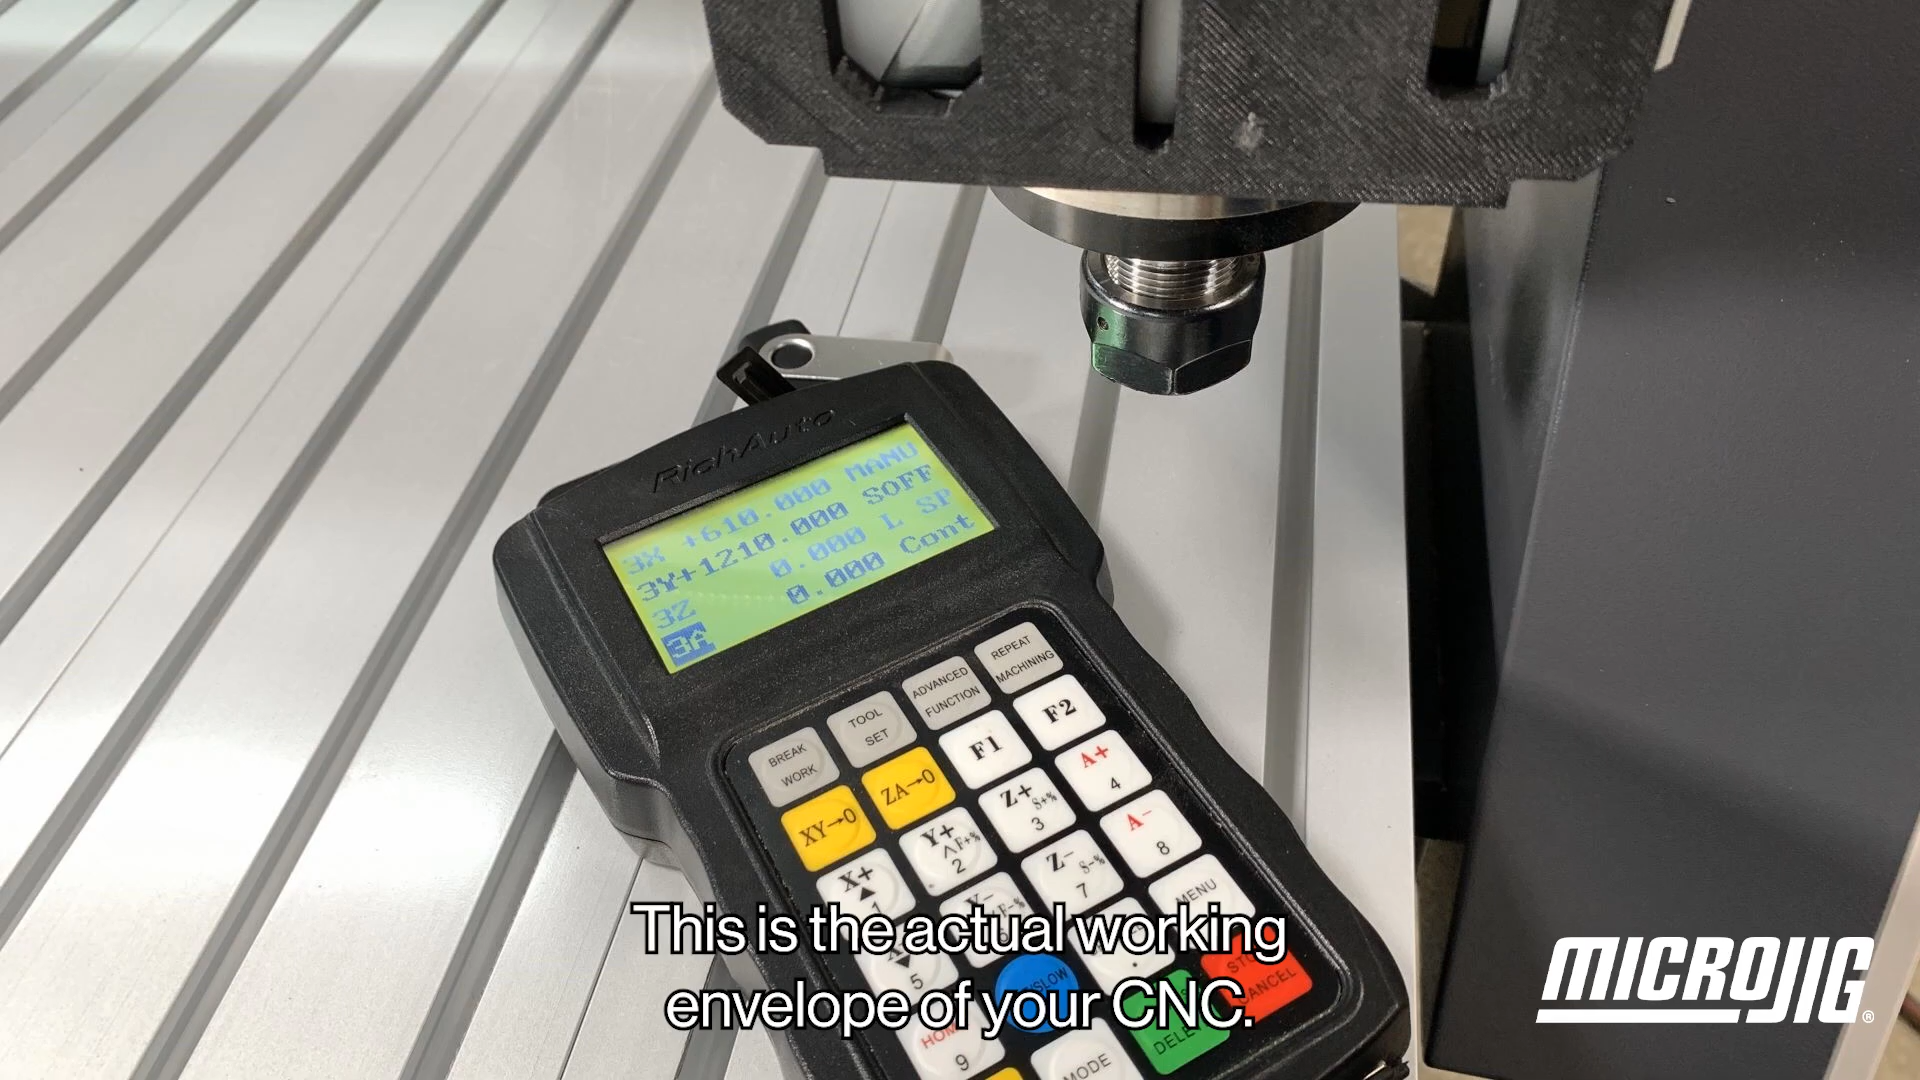 RichAuto
3X +610.000 MANU
3Y+1210.000 SOFF
3Z 0.000 L SP
3A 0.000 Cont
BREAK WORK
TOOL SET
ADVANCED FUNCTION
REPEAT MACHINING
XY→0
ZA→0
F1
F2
X+ ▲ 1
Y+ ^F+% 2
Z+ S+% 3
A+ 4
5
Y- F-%
Z- S-% 7
A- 8
MENU
9
MODE
This is the actual working
envelope of your CNC.
MICROJIG®